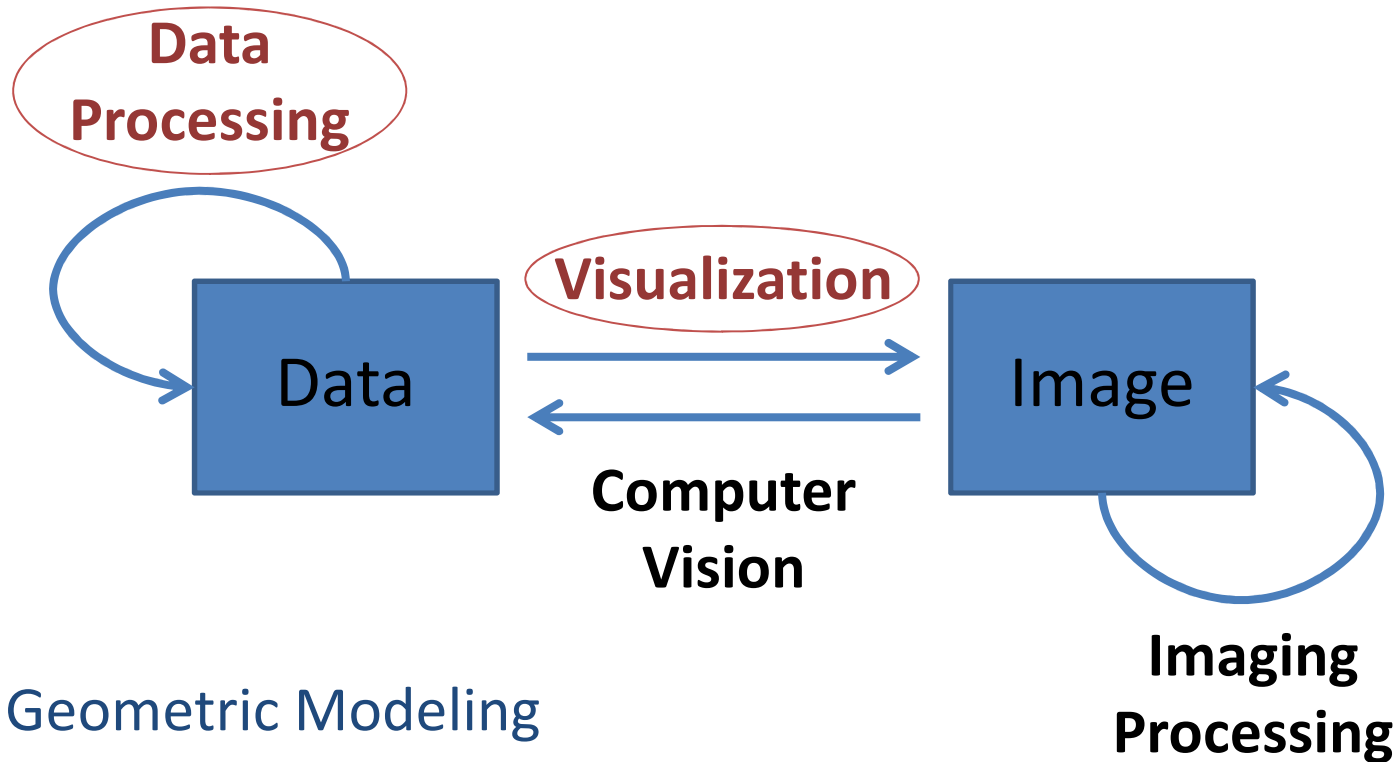 Data
Processing
Visualization
Data
Image
Computer
Vision
Imaging
Processing
Geometric Modeling